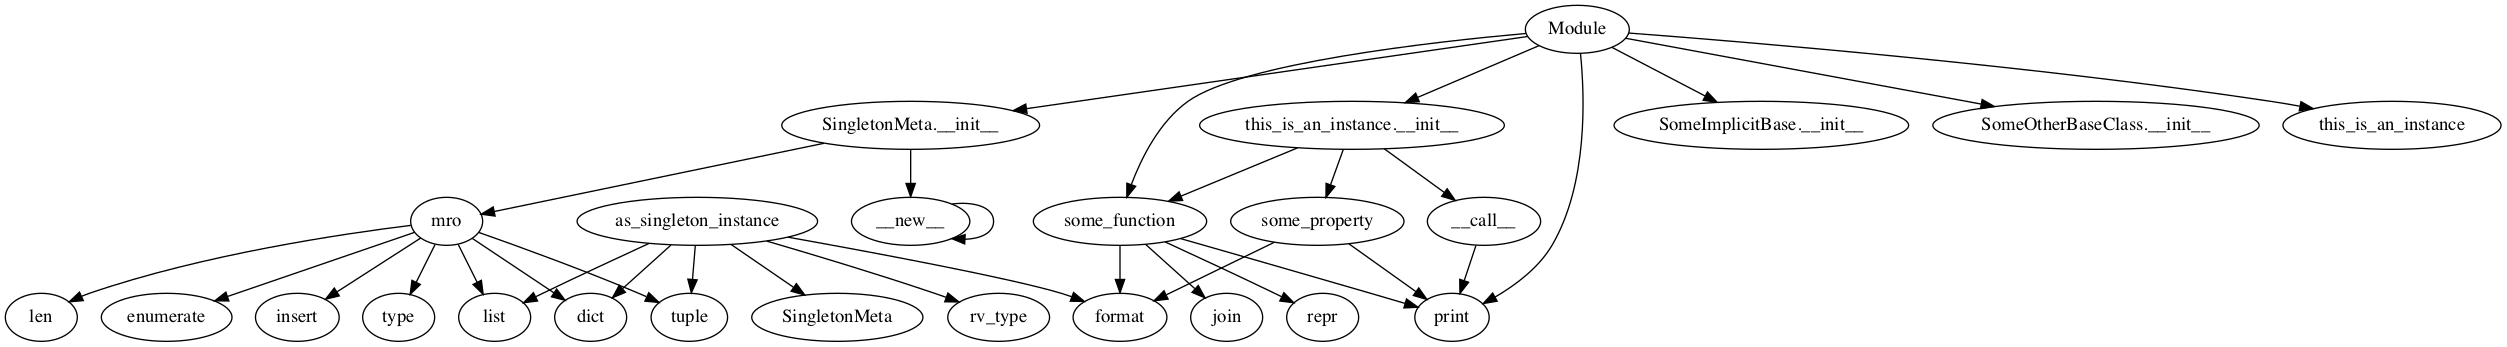 Module
SingletonMeta.__init__
this_is_an_instance.__init__
SomeImplicitBase.__init__
SomeOtherBaseClass.__init__
this_is_an_instance
mro
as_singleton_instance
__new__
some_function
some_property
__call__
len
enumerate
insert
type
list
dict
tuple
SingletonMeta
rv_type
format
join
repr
print